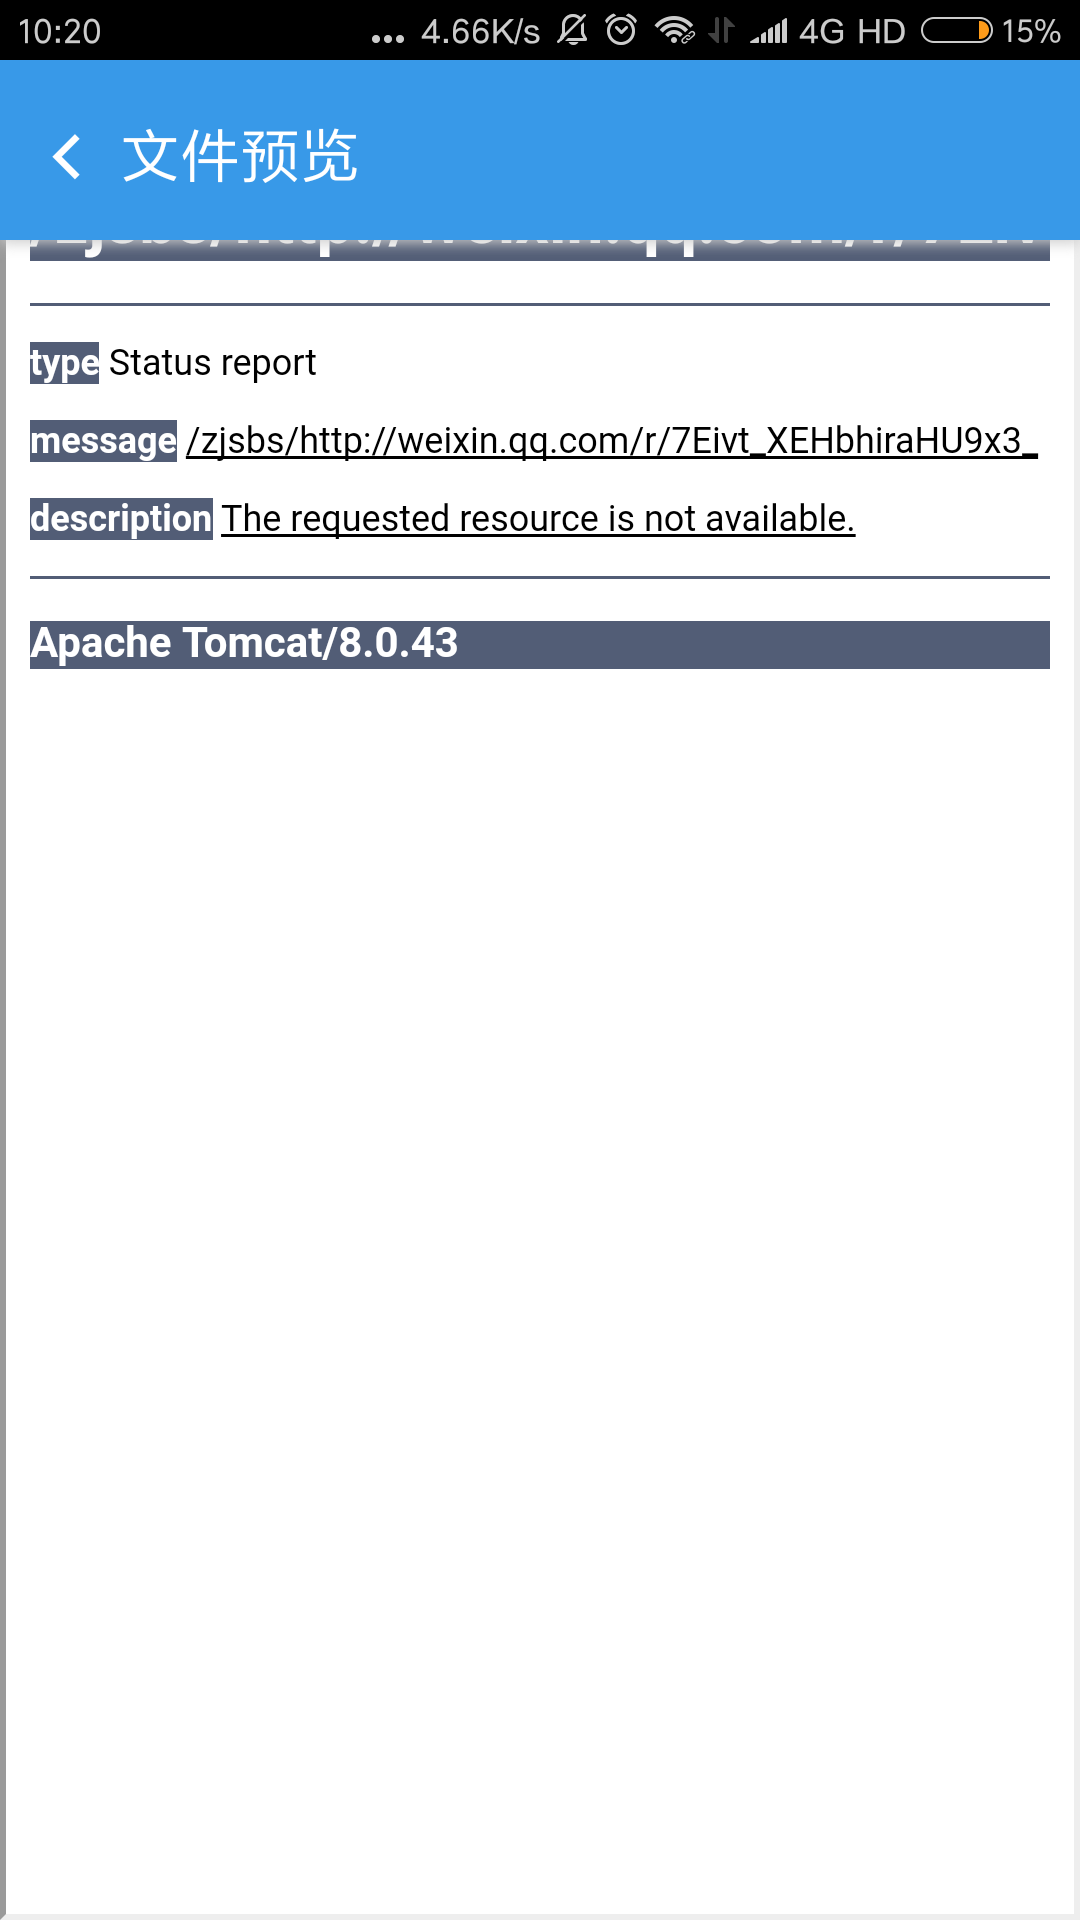 10:20
... 4.66K/s 4G HD 15%
文件预览
type Status report
message /zjsbs/http://weixin.qq.com/r/7Eivt_XEHbhiraHU9x3_
description The requested resource is not available.
Apache Tomcat/8.0.43